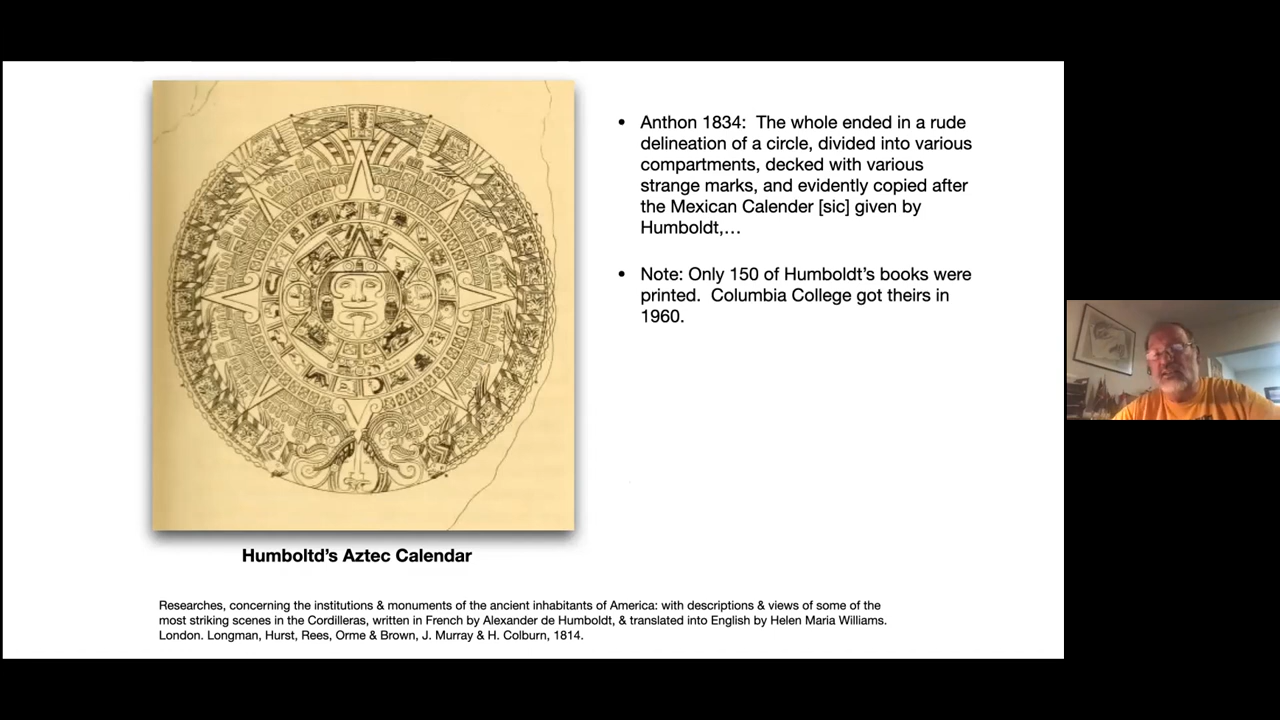 • Anthon 1834:  The whole ended in a rude
delineation of a circle, divided into various
compartments, decked with various
strange marks, and evidently copied after
the Mexican Calender [sic] given by
Humboldt,…
• Note: Only 150 of Humboldt’s books were
printed.  Columbia College got theirs in
1960.
Humboltd’s Aztec Calendar
Researches, concerning the institutions & monuments of the ancient inhabitants of America: with descriptions & views of some of the
most striking scenes in the Cordilleras, written in French by Alexander de Humboldt, & translated into English by Helen Maria Williams.
London. Longman, Hurst, Rees, Orme & Brown, J. Murray & H. Colburn, 1814.